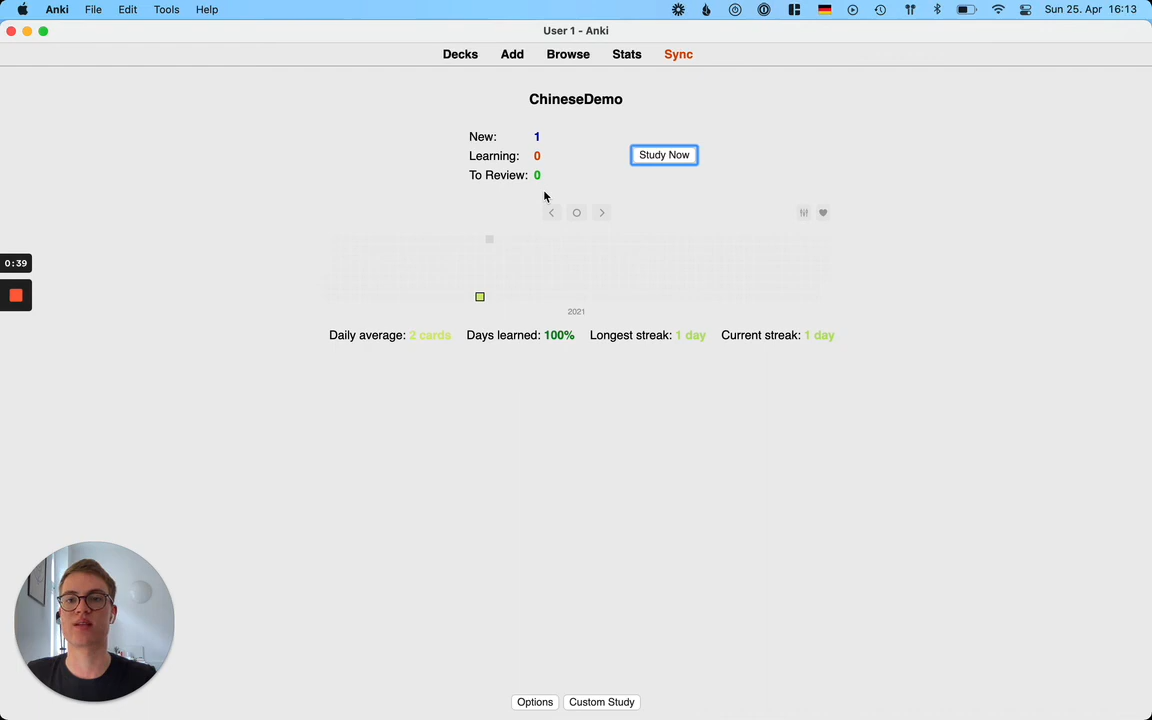 Anki File Edit Tools Help Sun 25. Apr 16:13
User 1 - Anki
Decks Add Browse Stats Sync
ChineseDemo
New: 1
Learning: 0
To Review: 0
Study Now
0:39
2021
Daily average: 2 cards Days learned: 100% Longest streak: 1 day Current streak: 1 day
Options Custom Study